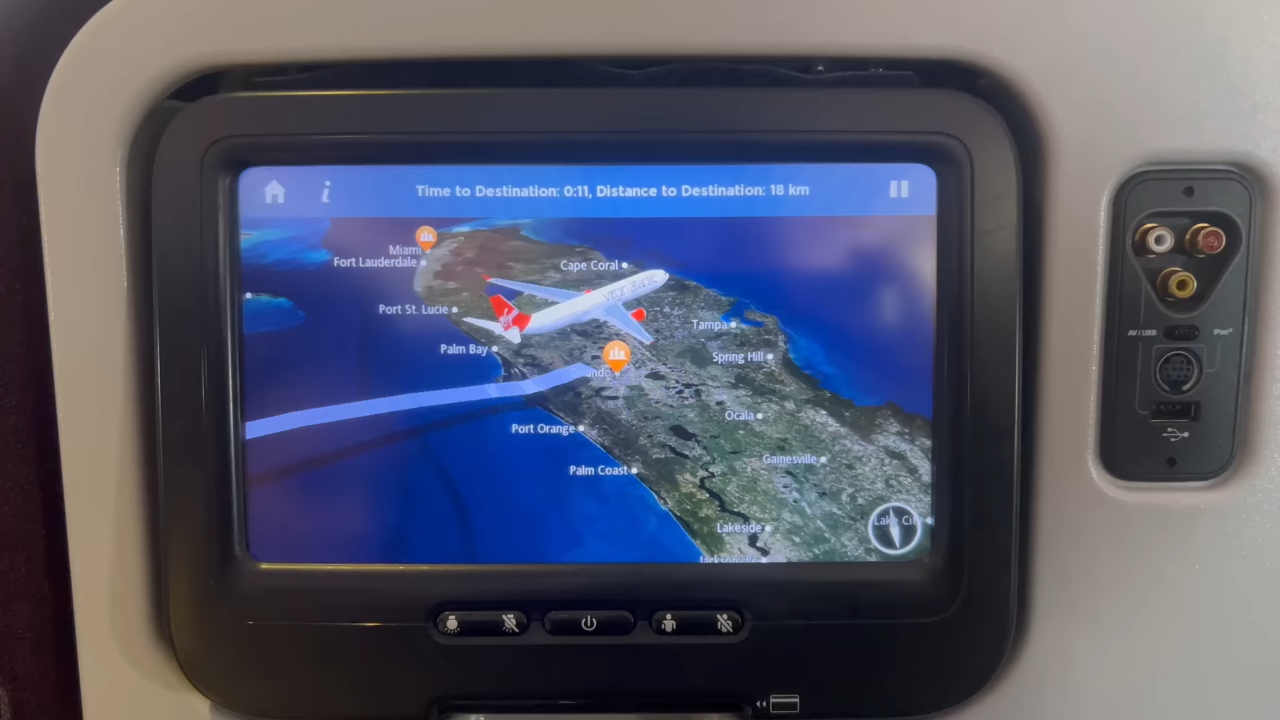 Time to Destination: 0:11, Distance to Destination: 18 km
Miami
Fort Lauderdale
Cape Coral
Port St. Lucie
Tampa
Palm Bay
Spring Hill
Ocala
Port Orange
Gainesville
Palm Coast
Lakeside
AV/USB
iPod